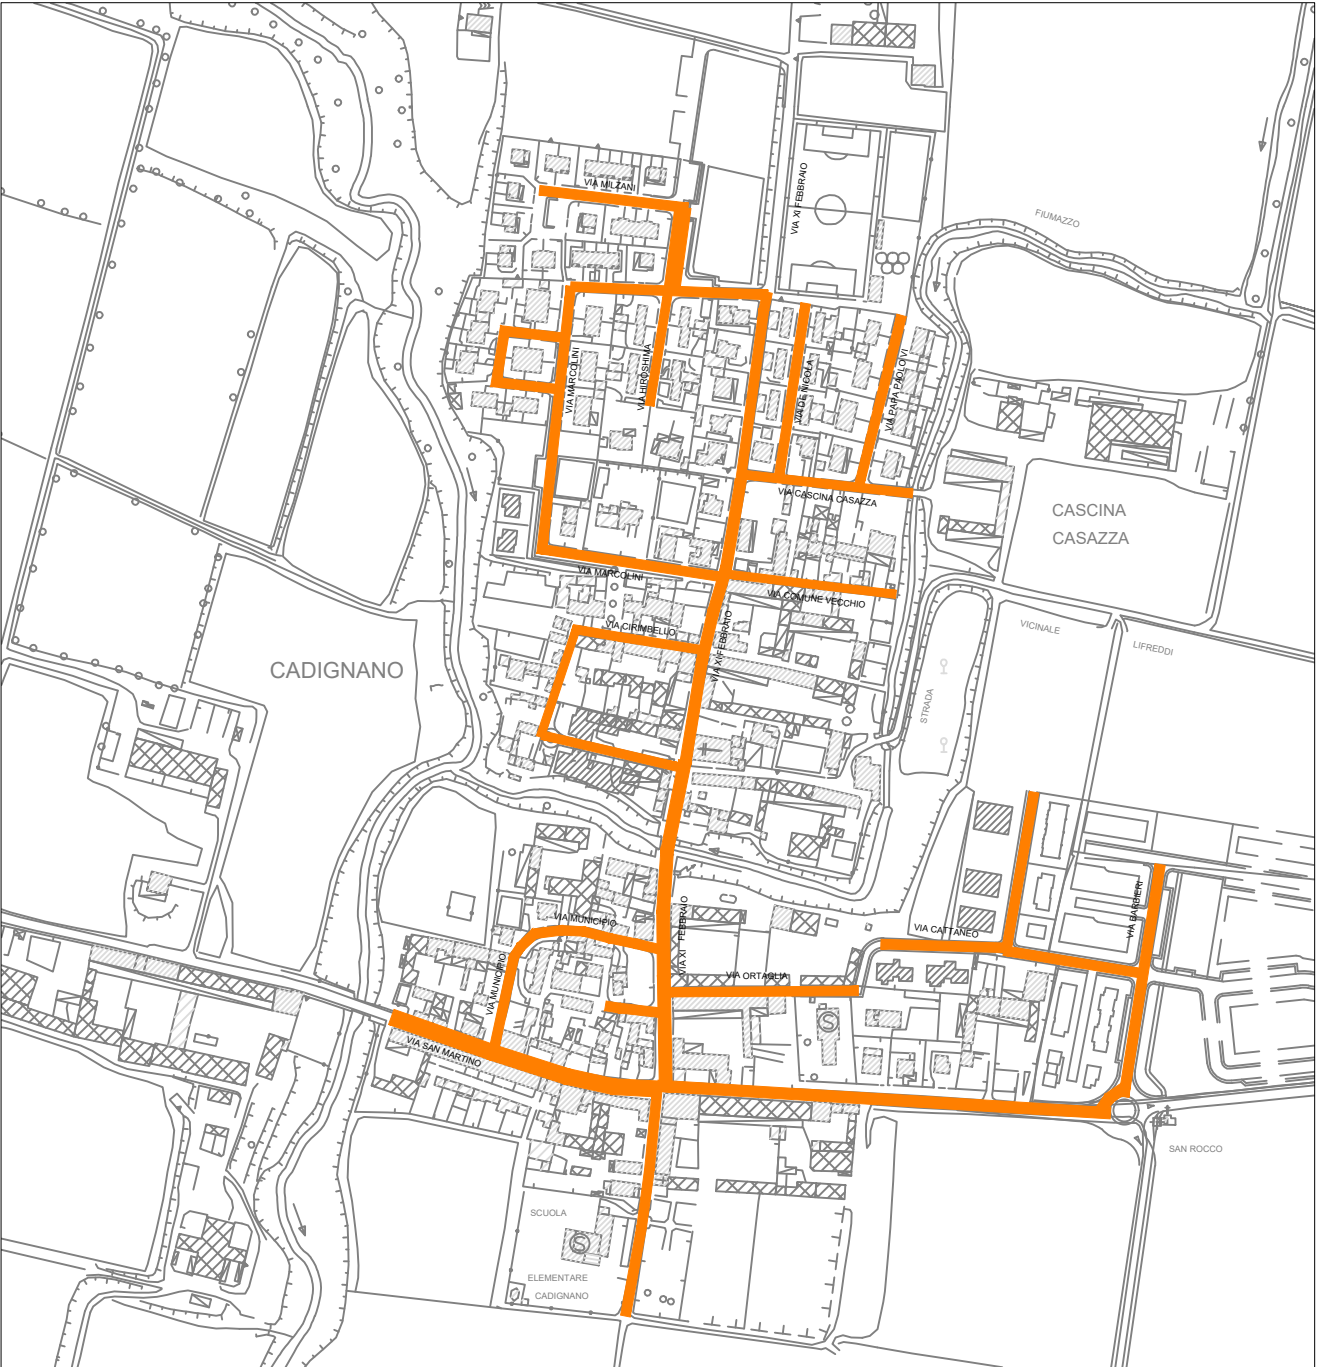 VIA MILZANI
VIA XI FEBBRAIO
FIUMAZZO
VIA MARCOLINI
VIA HIROSHIMA
VIA DE NICOLA
VIA PAPA PAOLO VI
VIA CASCINA CASAZZA
CASCINA
CASAZZA
VIA MARCOLINI
VIA COMUNE VECCHIO
VIA CIRIMBELLO
VIA XI FEBBRAIO
VICINALE
LIFREDDI
CADIGNANO
STRADA
VIA MUNICIPIO
VIA XI FEBBRAIO
VIA CATTANEO
VIA BARBIERI
VIA MUNICIPIO
VIA ORTAGLIA
S
VIA SAN MARTINO
SAN ROCCO
SCUOLA
S
ELEMENTARE
CADIGNANO